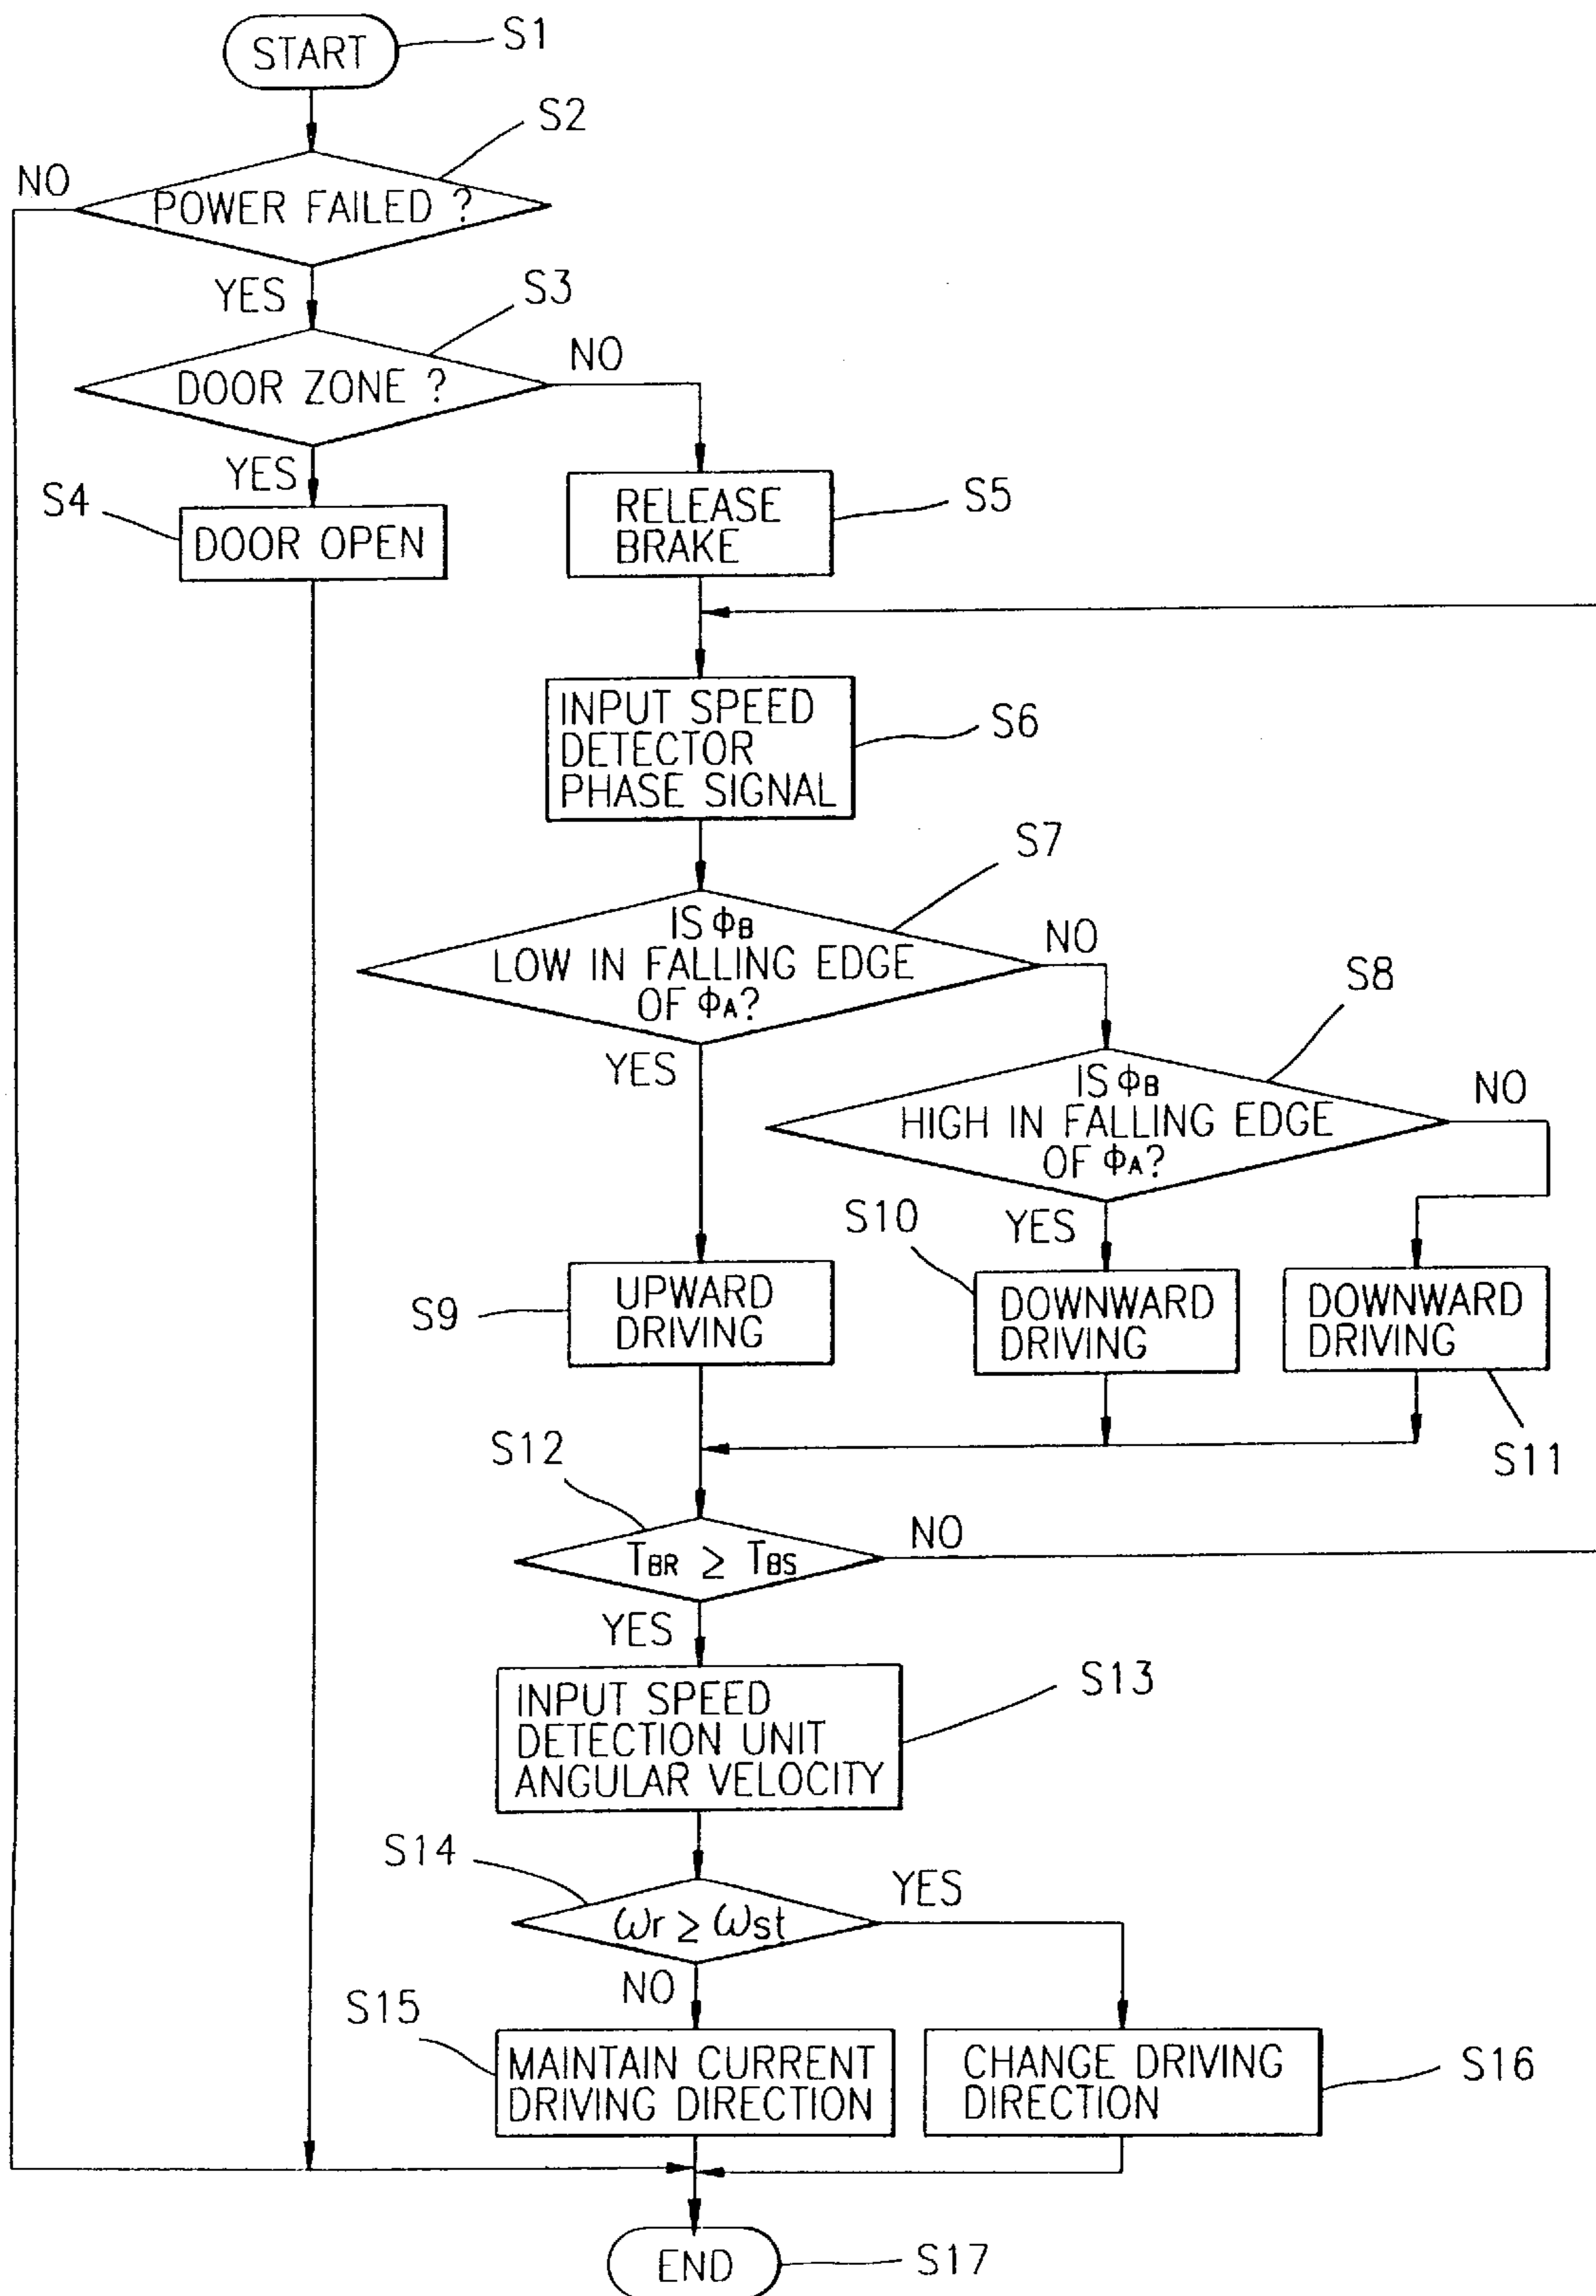 START
S1
S2
NO
POWER FAILED ?
YES
S3
DOOR ZONE ?
NO
YES
S4
DOOR OPEN
RELEASE
BRAKE
S5
INPUT SPEED
DETECTOR
PHASE SIGNAL
S6
S7
IS ΦB
LOW IN FALLING EDGE
OF ΦA?
NO
YES
S8
IS ΦB
HIGH IN FALLING EDGE
OF ΦA?
NO
YES
S9
UPWARD
DRIVING
S10
DOWNWARD
DRIVING
DOWNWARD
DRIVING
S11
S12
TBR ≥ TBS
NO
YES
INPUT SPEED
DETECTION UNIT
ANGULAR VELOCITY
S13
S14
ωr ≥ ωst
YES
NO
S15
MAINTAIN CURRENT
DRIVING DIRECTION
CHANGE DRIVING
DIRECTION
S16
END
S17